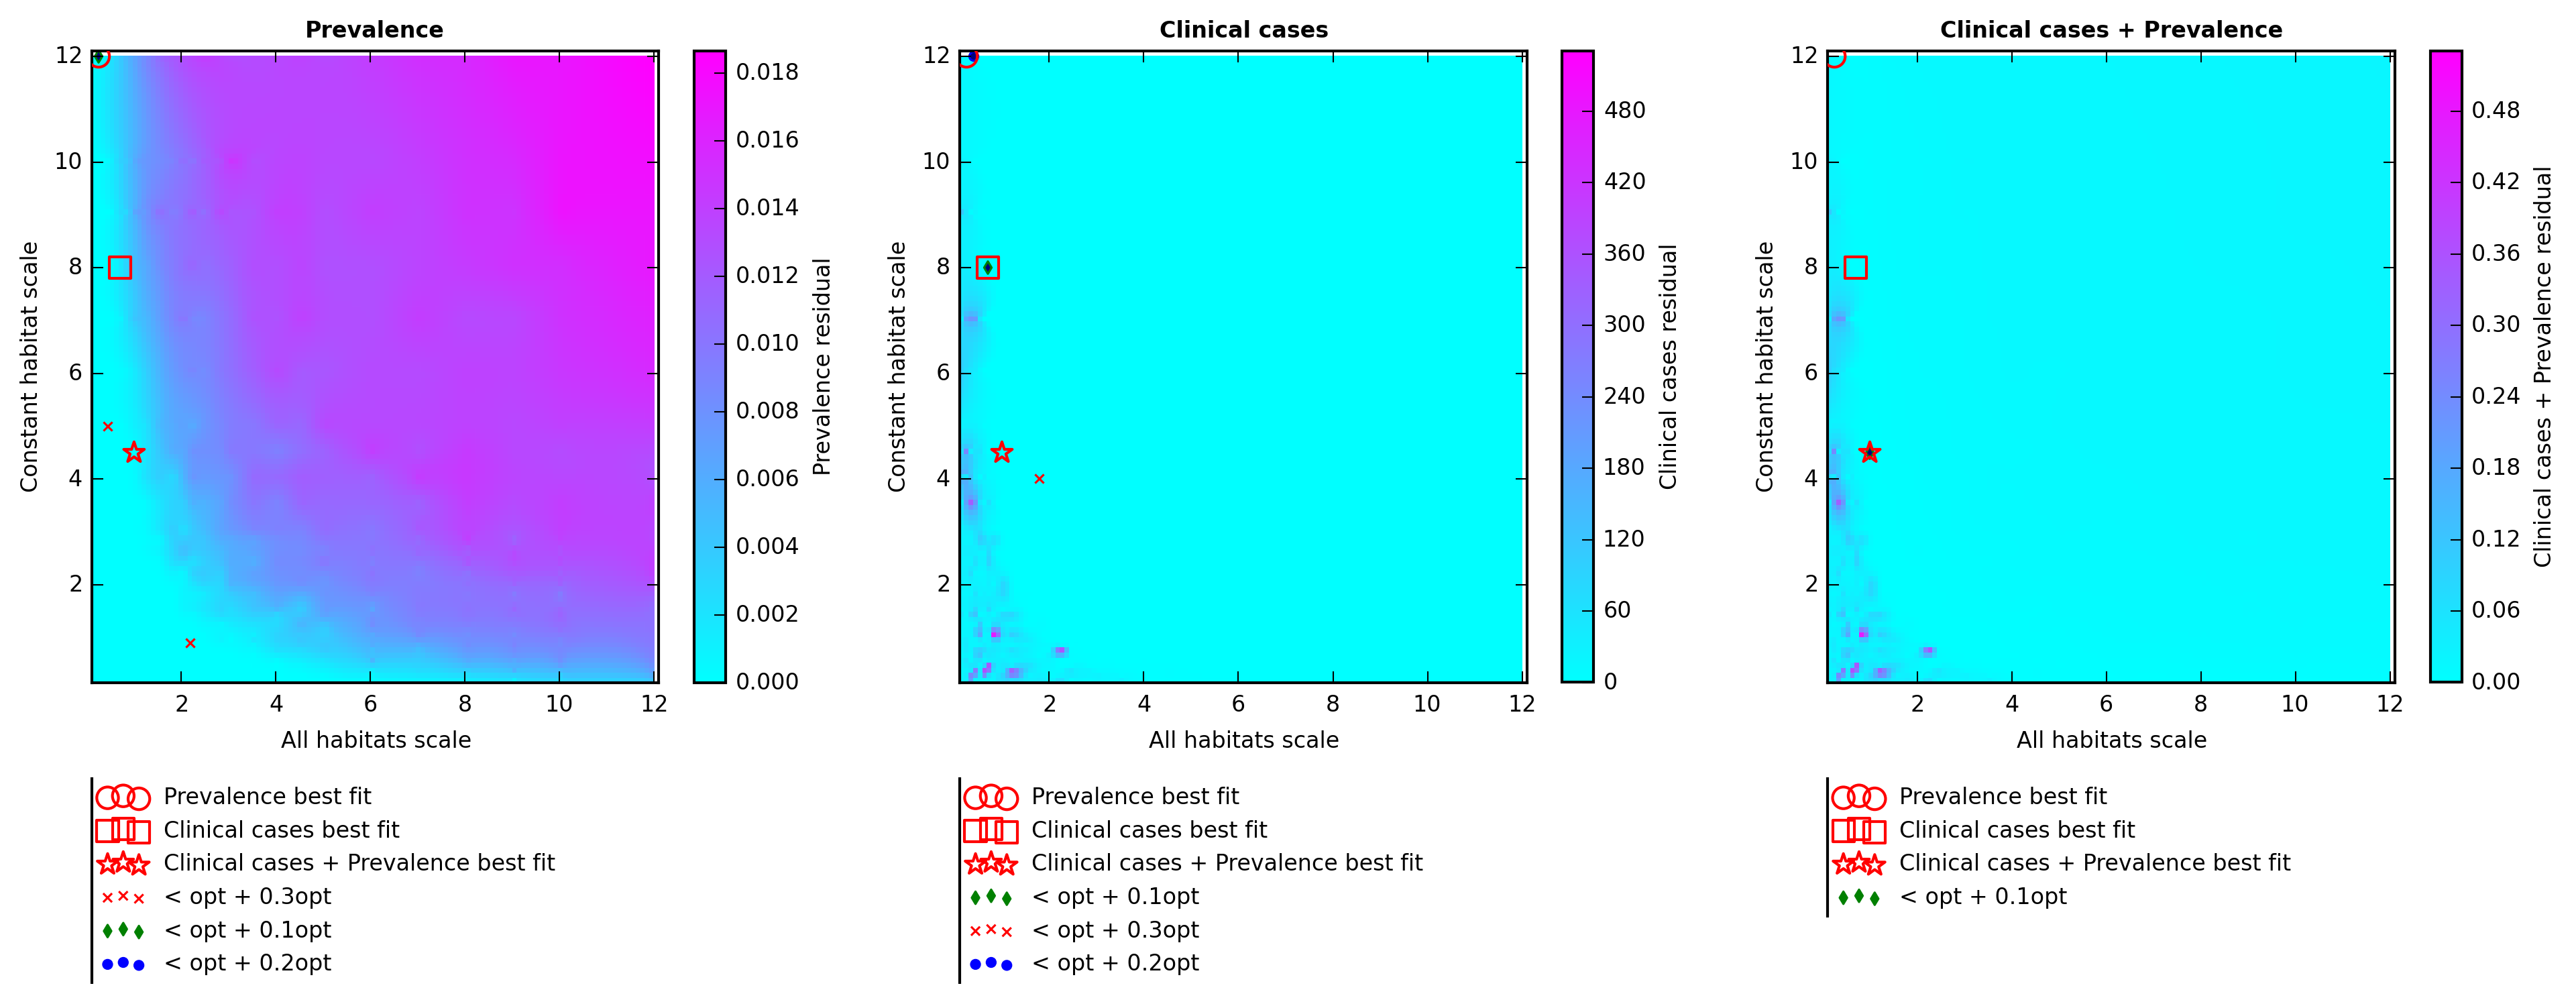 Prevalence
12
10
8
6
4
2
Constant habitat scale
2 4 6 8 10 12
All habitats scale
0.018
0.016
0.014
0.012
0.010
0.008
0.006
0.004
0.002
0.000
Prevalence residual
Prevalence best fit
Clinical cases best fit
Clinical cases + Prevalence best fit
< opt + 0.3opt
< opt + 0.1opt
< opt + 0.2opt
Clinical cases
12
10
8
6
4
2
Constant habitat scale
2 4 6 8 10 12
All habitats scale
480
420
360
300
240
180
120
60
0
Clinical cases residual
Prevalence best fit
Clinical cases best fit
Clinical cases + Prevalence best fit
< opt + 0.1opt
< opt + 0.3opt
< opt + 0.2opt
Clinical cases + Prevalence
12
10
8
6
4
2
Constant habitat scale
2 4 6 8 10 12
All habitats scale
0.48
0.42
0.36
0.30
0.24
0.18
0.12
0.06
0.00
Clinical cases + Prevalence residual
Prevalence best fit
Clinical cases best fit
Clinical cases + Prevalence best fit
< opt + 0.1opt